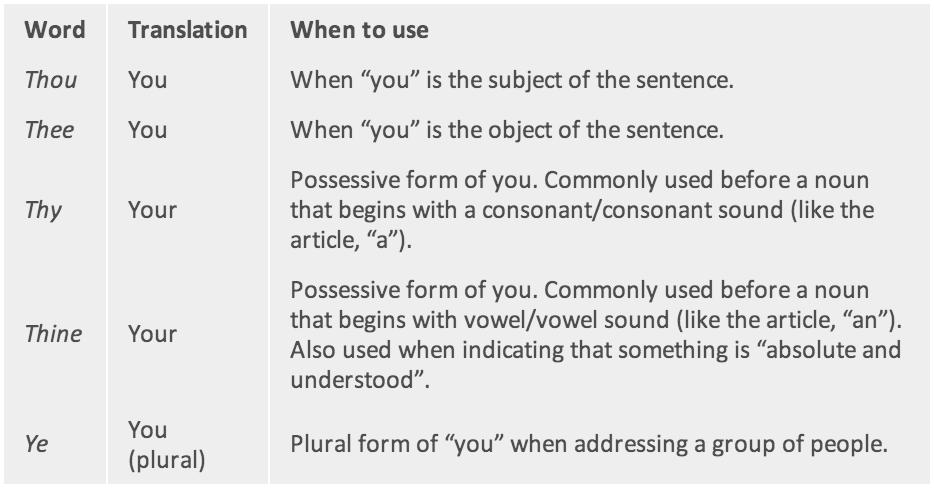 Word Translation When to use
Thou You When “you” is the subject of the sentence.
Thee You When “you” is the object of the sentence.
Thy Your Possessive form of you. Commonly used before a noun
that begins with a consonant/consonant sound (like the
article, “a”).
Thine Your Possessive form of you. Commonly used before a noun
that begins with vowel/vowel sound (like the article, “an”).
Also used when indicating that something is “absolute and
understood”.
Ye You
(plural) Plural form of “you” when addressing a group of people.